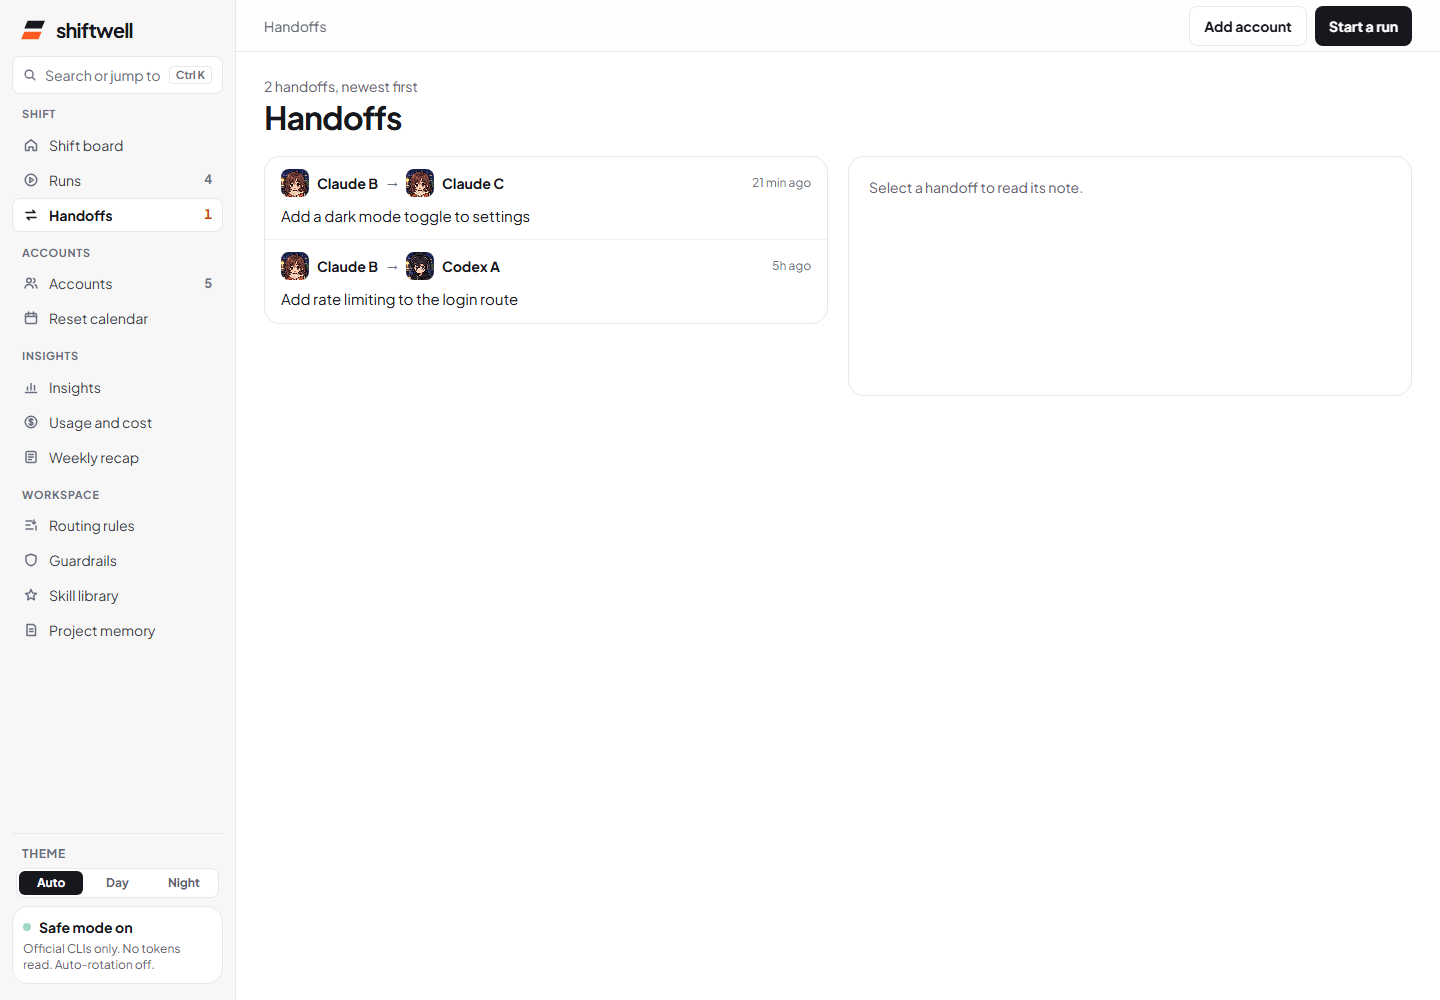 shiftwell
Search or jump to
Ctrl K
SHIFT
Shift board
Runs 4
Handoffs 1
ACCOUNTS
Accounts 5
Reset calendar
INSIGHTS
Insights
Usage and cost
Weekly recap
WORKSPACE
Routing rules
Guardrails
Skill library
Project memory
THEME
Auto Day Night
Safe mode on
Official CLIs only. No tokens
read. Auto-rotation off.
Handoffs
Add account
Start a run
2 handoffs, newest first
Handoffs
Claude B → Claude C 21 min ago
Add a dark mode toggle to settings
Claude B → Codex A 5h ago
Add rate limiting to the login route
Select a handoff to read its note.